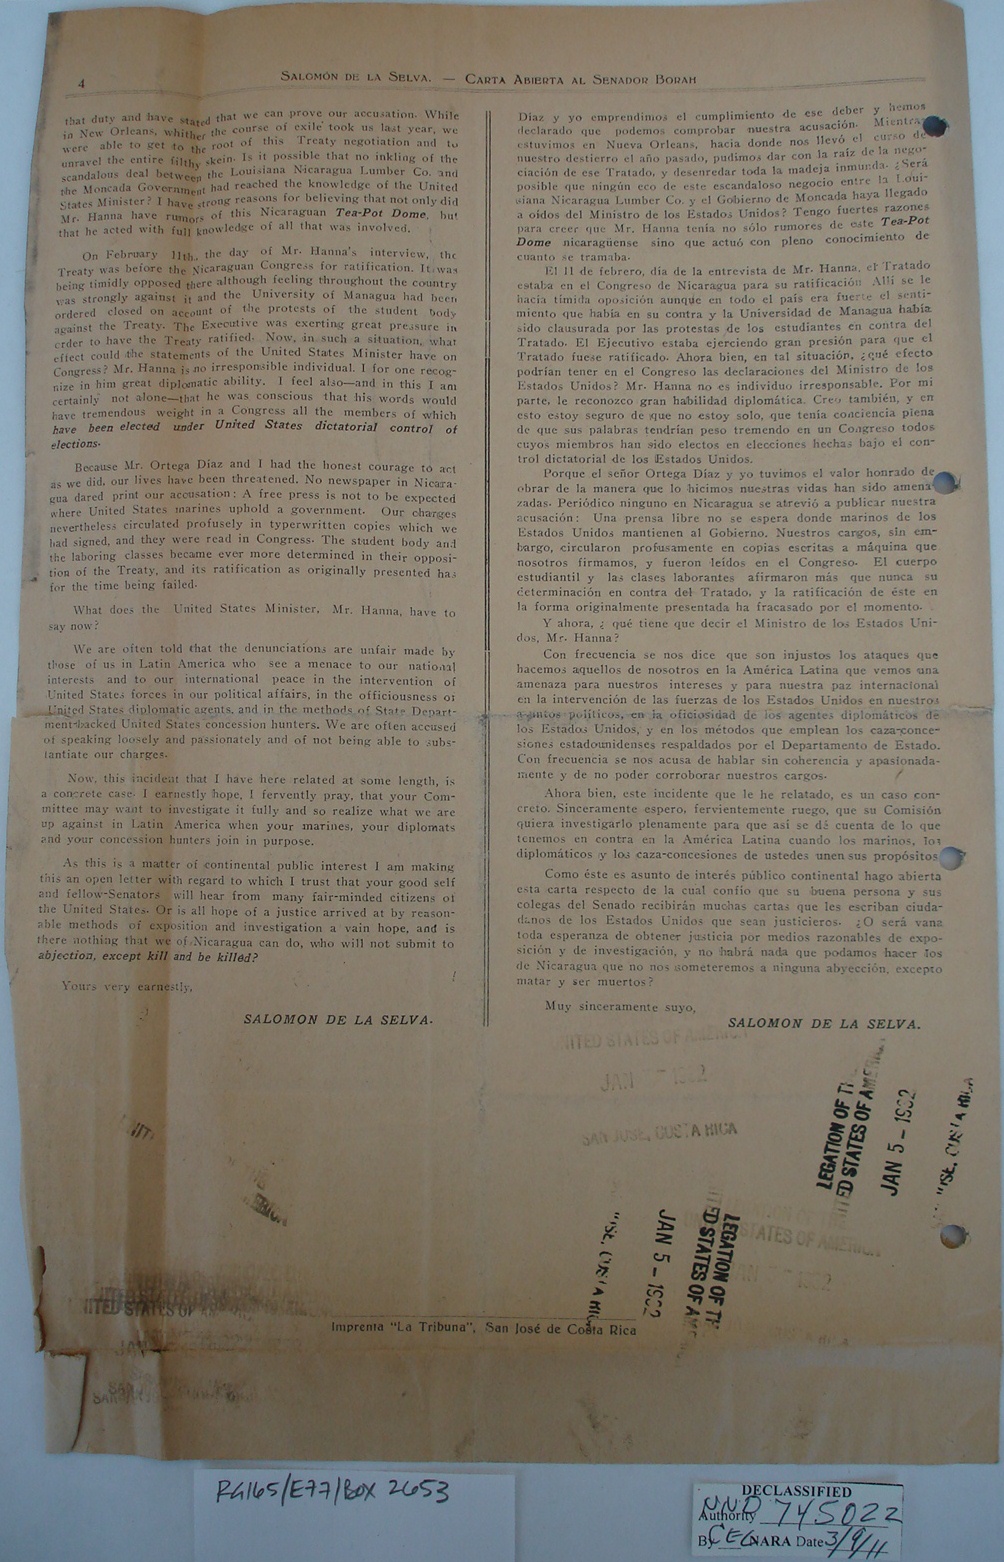 4
SALOMÓN DE LA SELVA. — CARTA ABIERTA AL SENADOR BORAH
that duty and have stated that we can prove our accusation. While
in New Orleans, whither the course of exile took us last year, we
were able to get to the root of this Treaty negotiation and to
unravel the entire filthy skein. Is it possible that no inkling of the
scandalous deal between the Louisiana Nicaragua Lumber Co. and
the Moncada Government had reached the knowledge of the United
States Minister? I have strong reasons for believing that not only did
Mr. Hanna have rumors of this Nicaraguan Tea-Pot Dome, but
that he acted with full knowledge of all that was involved.
On February 11th, the day of Mr. Hanna's interview, the
Treaty was before the Nicaraguan Congress for ratification. It was
being timidly opposed there although feeling throughout the country
was strongly against it and the University of Managua had been
ordered closed on account of the protests of the student body
against the Treaty. The Executive was exerting great pressure in
order to have the Treaty ratified. Now, in such a situation, what
effect could the statements of the United States Minister have on
Congress? Mr. Hanna is no irresponsible individual. I for one recog-
nize in him great diplomatic ability. I feel also—and in this I am
certainly not alone—that he was conscious that his words would
have tremendous weight in a Congress all the members of which
have been elected under United States dictatorial control of
elections.
Because Mr. Ortega Díaz and I had the honest courage to act
as we did, our lives have been threatened. No newspaper in Nicara-
gua dared print our accusation: A free press is not to be expected
where United States marines uphold a government. Our charges
nevertheless circulated profusely in typerwritten copies which we
had signed, and they were read in Congress. The student body and
the laboring classes became ever more determined in their opposi-
tion of the Treaty, and its ratification as originally presented has
for the time being failed.
What does the United States Minister, Mr. Hanna, have to
say now?
We are often told that the denunciations are unfair made by
those of us in Latin America who see a menace to our national
interests and to our international peace in the intervention of
United States forces in our political affairs, in the officiousness of
United States diplomatic agents, and in the methods of State Depart-
ment-backed United States concession hunters. We are often accused
of speaking loosely and passionately and of not being able to subs-
tantiate our charges.
Now, this incident that I have here related at some length, is
a concrete case. I earnestly hope, I fervently pray, that your Com-
mittee may want to investigate it fully and so realize what we are
up against in Latin America when your marines, your diplomats
and your concession hunters join in purpose.
As this is a matter of continental public interest I am making
this an open letter with regard to which I trust that your good self
and fellow-Senators will hear from many fair-minded citizens of
the United States. Or is all hope of a justice arrived at by reason-
able methods of exposition and investigation a vain hope, and is
there nothing that we of Nicaragua can do, who will not submit to
abjection, except kill and be killed?
Yours very earnestly,
SALOMON DE LA SELVA.
Díaz y yo emprendimos el cumplimiento de ese deber y hemos
declarado que podemos comprobar nuestra acusación. Mientras
estuvimos en Nueva Orleans, hacia donde nos llevó el curso de
nuestro destierro el año pasado, pudimos dar con la raíz de la nego-
ciación de ese Tratado, y desenredar toda la madeja inmunda. ¿Será
posible que ningún eco de este escandaloso negocio entre la Loui-
siana Nicaragua Lumber Co. y el Gobierno de Moncada haya llegado
a oídos del Ministro de los Estados Unidos? Tengo fuertes razones
para creer que Mr. Hanna tenía no sólo rumores de este Tea-Pot
Dome nicaragüense sino que actuó con pleno conocimiento de
cuanto se tramaba.
El 11 de febrero, día de la entrevista de Mr. Hanna, el Tratado
estaba en el Congreso de Nicaragua para su ratificación Allí se le
hacía tímida oposición aunque en todo el país era fuerte el senti-
miento que había en su contra y la Universidad de Managua había
sido clausurada por las protestas de los estudiantes en contra del
Tratado. El Ejecutivo estaba ejerciendo gran presión para que el
Tratado fuese ratificado. Ahora bien, en tal situación, ¿qué efecto
podrían tener en el Congreso las declaraciones del Ministro de los
Estados Unidos? Mr. Hanna no es individuo irresponsable. Por mi
parte, le reconozco gran habilidad diplomática. Creo también, y en
esto estoy seguro de que no estoy solo, que tenía conciencia plena
de que sus palabras tendrían peso tremendo en un Congreso todos
cuyos miembros han sido electos en elecciones hechas bajo el con-
trol dictatorial de los Estados Unidos.
Porque el señor Ortega Díaz y yo tuvimos el valor honrado de
obrar de la manera que lo hicimos nuestras vidas han sido amena
zadas. Periódico ninguno en Nicaragua se atrevió a publicar nuestra
acusación: Una prensa libre no se espera donde marinos de los
Estados Unidos mantienen al Gobierno. Nuestros cargos, sin em-
bargo, circularon profusamente en copias escritas a máquina que
nosotros firmamos, y fueron leídos en el Congreso. El cuerpo
estudiantil y las clases laborantes afirmaron más que nunca su
determinación en contra del Tratado, y la ratificación de éste en
la forma originalmente presentada ha fracasado por el momento.
Y ahora, ¿ qué tiene que decir el Ministro de los Estados Uni-
dos, Mr. Hanna?
Con frecuencia se nos dice que son injustos los ataques que
hacemos aquellos de nosotros en la América Latina que vemos una
amenaza para nuestros intereses y para nuestra paz internacional
en la intervención de las fuerzas de los Estados Unidos en nuestros
asuntos políticos, en la oficiosidad de los agentes diplomáticos de
los Estados Unidos, y en los métodos que emplean los caza-conce-
siones estadounidenses respaldados por el Departamento de Estado.
Con frecuencia se nos acusa de hablar sin coherencia y apasionada-
mente y de no poder corroborar nuestros cargos.
Ahora bien, este incidente que le he relatado, es un caso con-
creto. Sinceramente espero, fervientemente ruego, que su Comisión
quiera investigarlo plenamente para que así se dé cuenta de lo que
tenemos en contra en la América Latina cuando los marinos, los
diplomáticos y los caza-concesiones de ustedes unen sus propósitos
Como éste es asunto de interés público continental hago abierta
esta carta respecto de la cual confío que su buena persona y sus
colegas del Senado recibirán muchas cartas que les escriban ciuda-
danos de los Estados Unidos que sean justicieros. ¿O será vana
toda esperanza de obtener justicia por medios razonables de expo-
sición y de investigación, y no habrá nada que podamos hacer los
de Nicaragua que no nos someteremos a ninguna abyección, excepto
matar y ser muertos?
Muy sinceramente suyo,
SALOMON DE LA SELVA.
UNITED STATES OF AMERICA
SAN JOSE, COSTA RICA
LEGATION OF
STATES OF
JAN 5 - 1932
LEGATION OF
STATES OF
JAN 5 - 1932
STATES OF AMERICA
Imprenta "La Tribuna", San José de Costa Rica
RG165/E77/Box 2653
DECLASSIFIED
Authority NND 745022
By CEG NARA Date 3/9/11